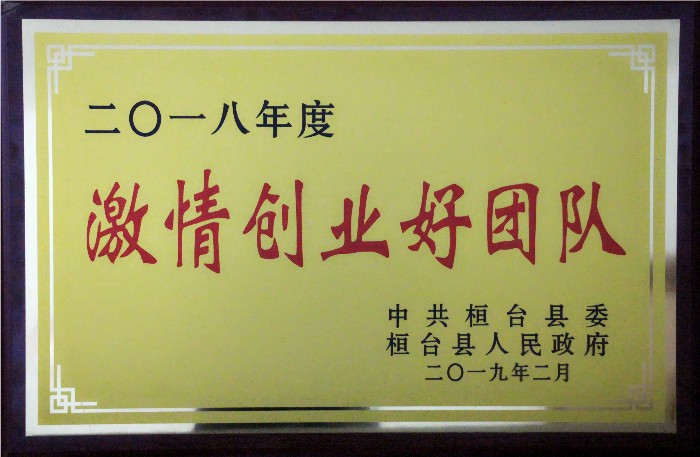 二〇一八年度
激情创业好团队
中共桓台县委
桓台县人民政府
二〇一九年二月